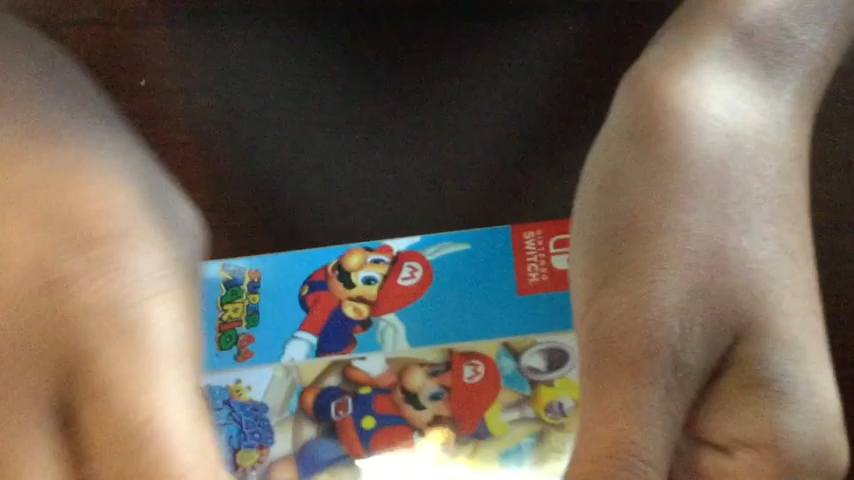 NINTENDO
SWITCH
SUPER
MARIO
64
M
M